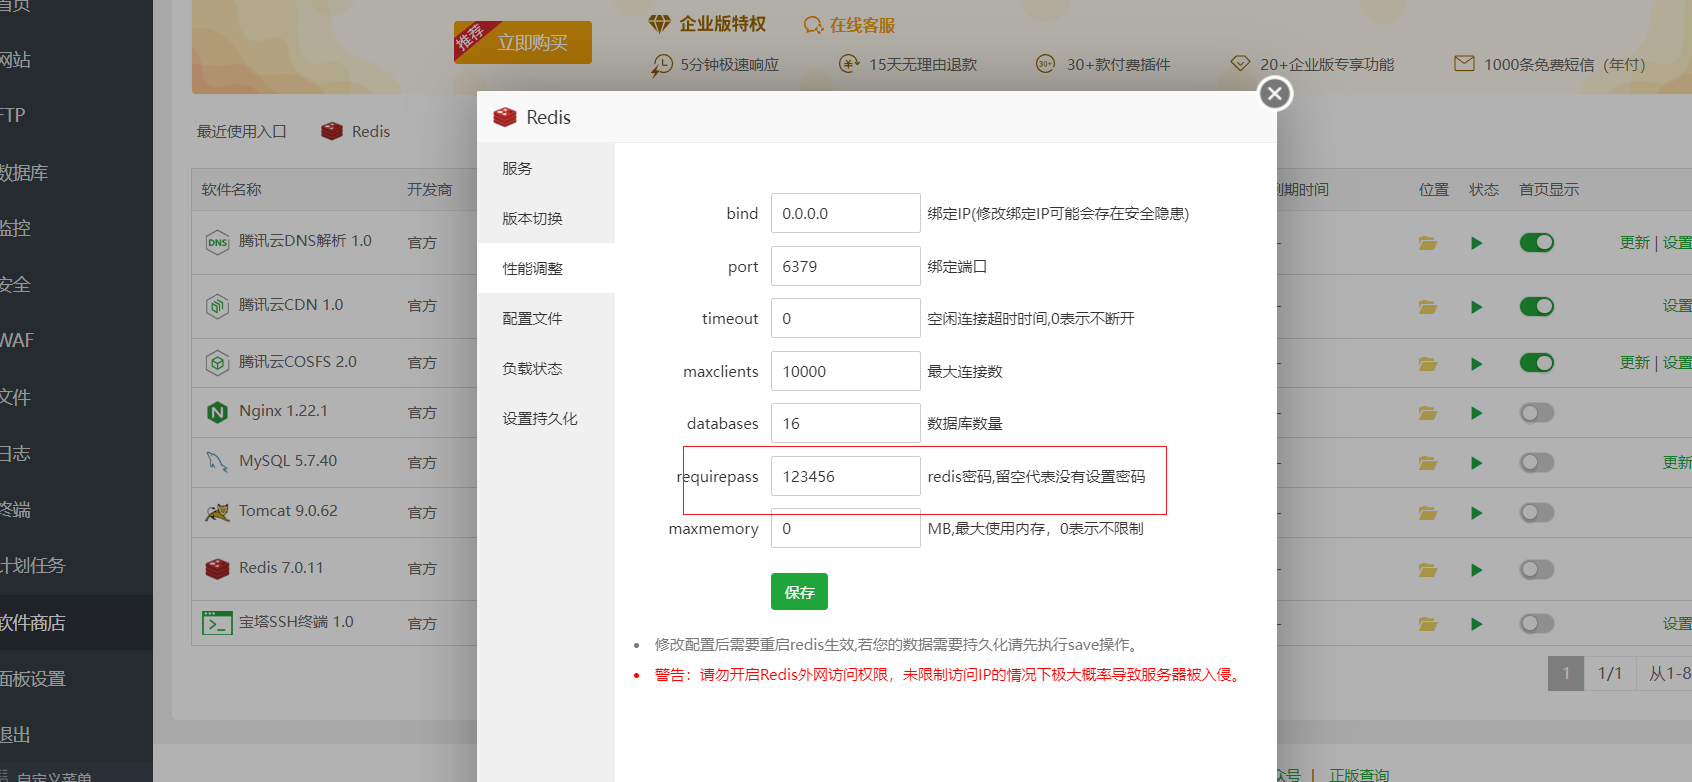 首页
网站
FTP
数据库
监控
安全
WAF
文件
日志
终端
计划任务
软件商店
面板设置
退出
自定义菜单
推荐
立即购买
企业版特权
在线客服
5分钟极速响应
15天无理由退款
30+款付费插件
20+企业版专享功能
1000条免费短信（年付）
最近使用入口
Redis
软件名称 开发商 到期时间 位置 状态 首页显示
腾讯云DNS解析 1.0 官方 - 更新 | 设置
腾讯云CDN 1.0 官方 - 设置
腾讯云COSFS 2.0 官方 - 更新 | 设置
Nginx 1.22.1 官方 -
MySQL 5.7.40 官方 - 更新
Tomcat 9.0.62 官方 -
Redis 7.0.11 官方 -
宝塔SSH终端 1.0 官方 - 设置
1 1/1 从1-8
Redis
服务
版本切换
性能调整
配置文件
负载状态
设置持久化
bind 0.0.0.0 绑定IP(修改绑定IP可能会存在安全隐患)
port 6379 绑定端口
timeout 0 空闲连接超时时间,0表示不断开
maxclients 10000 最大连接数
databases 16 数据库数量
requirepass 123456 redis密码,留空代表没有设置密码
maxmemory 0 MB,最大使用内存，0表示不限制
保存
修改配置后需要重启redis生效,若您的数据需要持久化请先执行save操作。
警告：请勿开启Redis外网访问权限，未限制访问IP的情况下极大概率导致服务器被入侵。
众号 | 正版查询